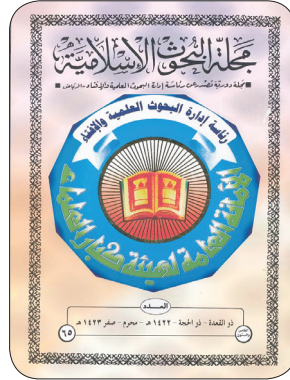 مجلة البحوث الإسلامية
■ مجلة دورية تصدر عن رئاسة إدارة البحوث العلمية والإفتاء - الرياض ■
رئاسة إدارة البحوث العلمية والإفتاء
الأمانة العامة لهيئة كبار العلماء
العدد
ذو القعدة - ذو الحجة - ١٤٢٢ هـ - محرم - صفر ١٤٢٣ هـ
٦٥